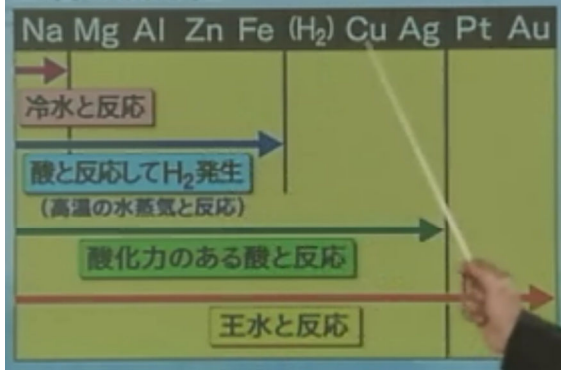 Na Mg Al Zn Fe (H₂) Cu Ag Pt Au
冷水と反応
酸と反応してH₂発生
(高温の水蒸気と反応)
酸化力のある酸と反応
王水と反応